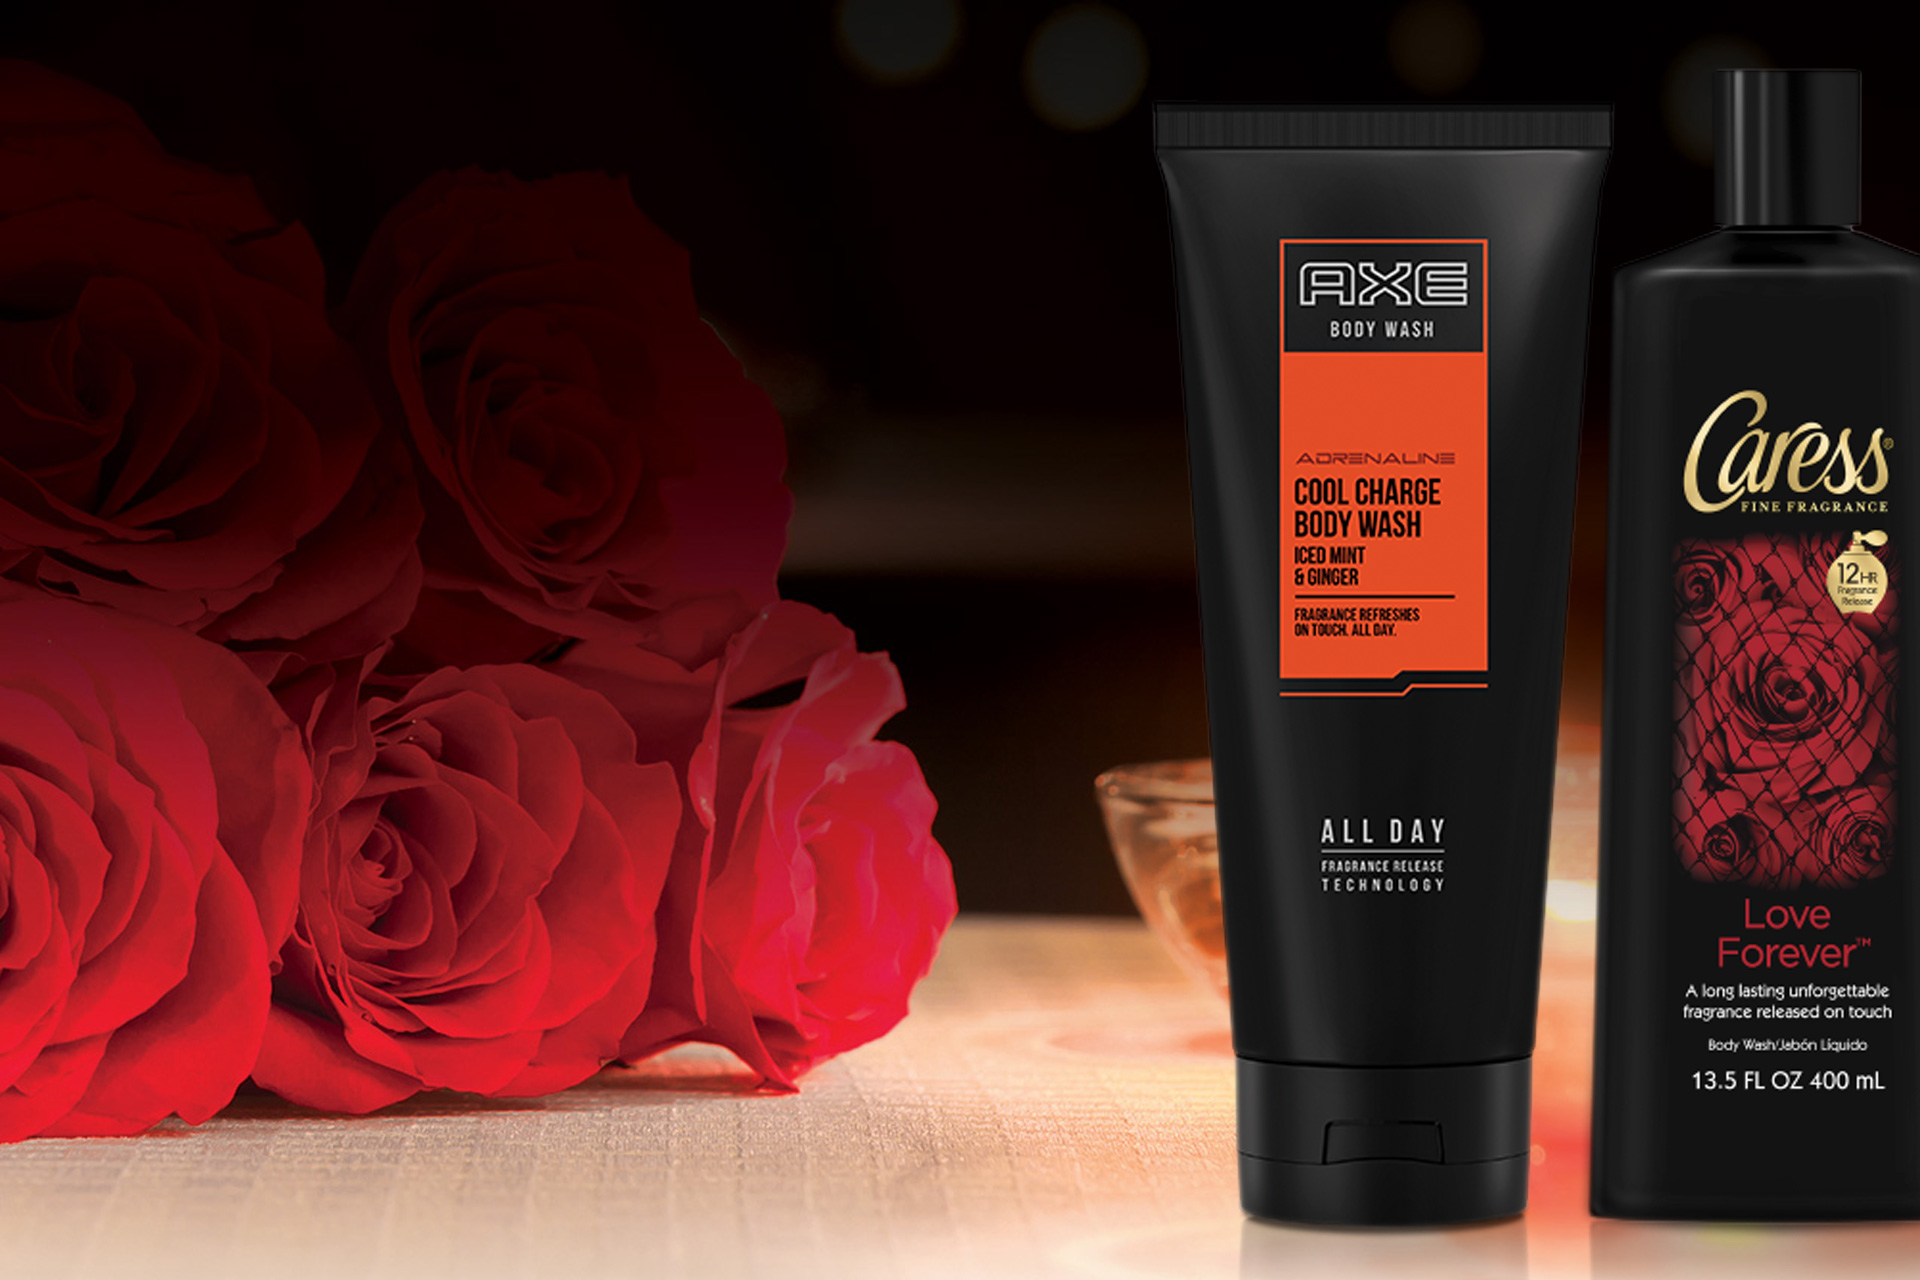 AXE
BODY WASH
ADRENALINE
COOL CHARGE
BODY WASH
ICED MINT
& GINGER
FRAGRANCE REFRESHES
ON TOUCH. ALL DAY.
ALL DAY
FRAGRANCE RELEASE
TECHNOLOGY
Caress®
FINE FRAGRANCE
12HR
Fragrance
Release
Love
Forever™
A long lasting unforgettable
fragrance released on touch
Body Wash/Jabón Líquido
13.5 FL OZ 400 mL